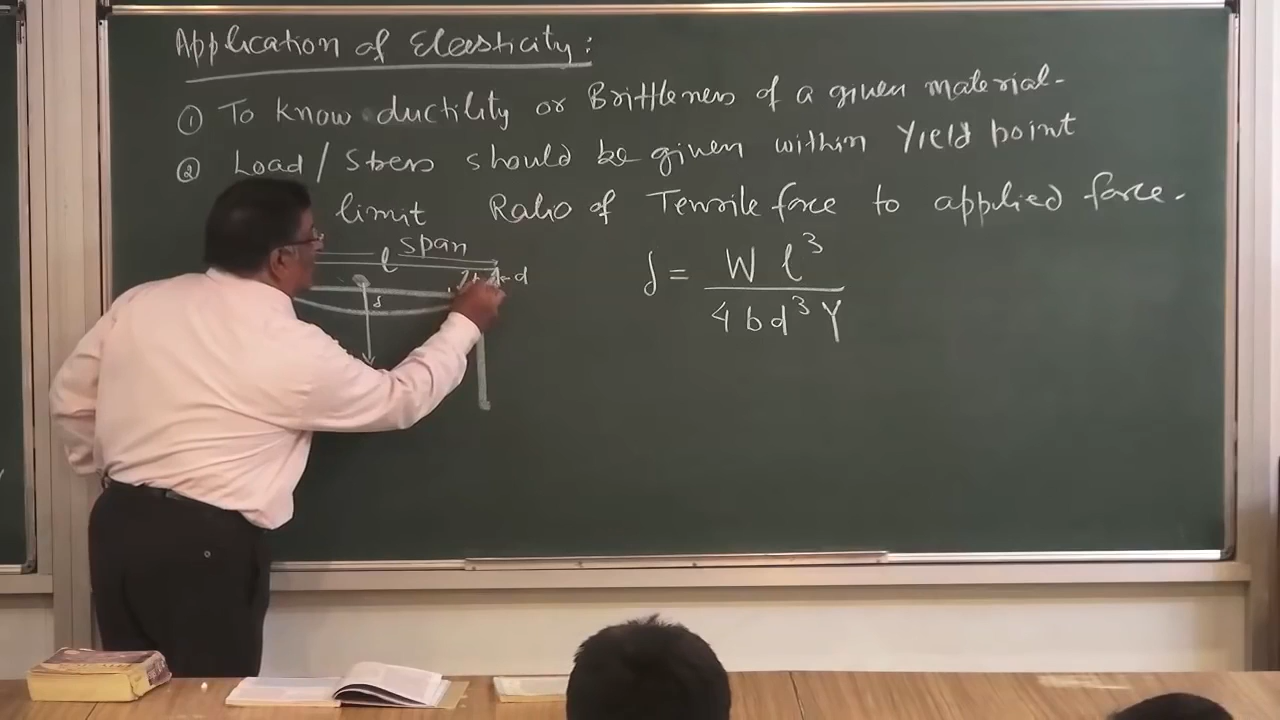 Application of Elasticity:
① To know ductility or Brittleness of a given material-
② Load / Stress should be given within Yield point
limit Ratio of Tensile force to applied force.
span
l
d
δ
δ = W l³ / 4 b d³ Y